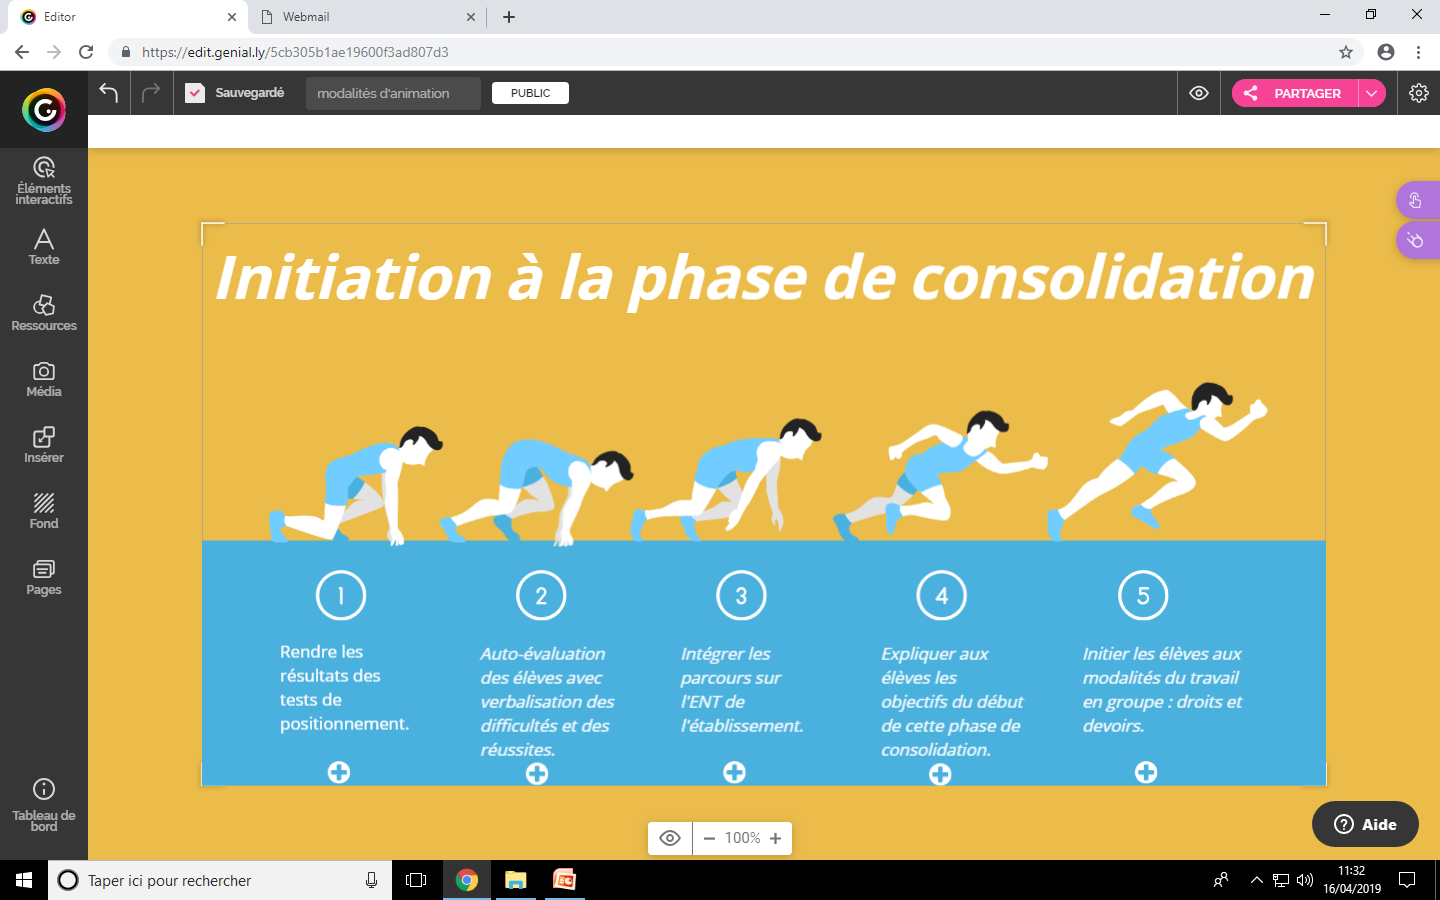 Editor
Webmail
https://edit.genial.ly/5cb305b1ae19600f3ad807d3
Sauvegardé
modalités d'animation
PUBLIC
PARTAGER
Éléments
interactifs
Texte
Ressources
Média
Insérer
Fond
Pages
Tableau de
bord
Initiation à la phase de consolidation
1
Rendre les
résultats des
tests de
positionnement.
2
Auto-évaluation
des élèves avec
verbalisation des
difficultés et des
réussites.
3
Intégrer les
parcours sur
l'ENT de
l'établissement.
4
Expliquer aux
élèves les
objectifs du début
de cette phase de
consolidation.
5
Initier les élèves aux
modalités du travail
en groupe : droits et
devoirs.
100%
Aide
Taper ici pour rechercher
11:32
16/04/2019